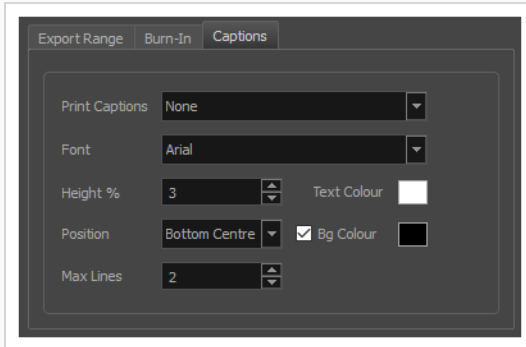 Export Range Burn-In Captions
Print Captions None
Font Arial
Height % 3 Text Colour
Position Bottom Centre Bg Colour
Max Lines 2